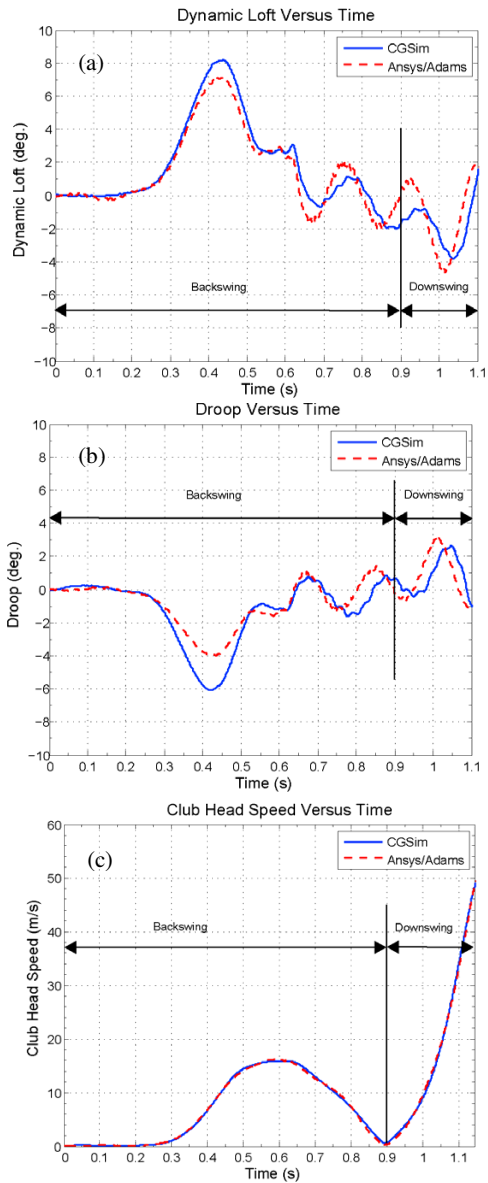 Dynamic Loft Versus Time
10
8
6
4
2
0
−2
−4
−6
−8
−10
Dynamic Loft (deg.)
(a)
CGSim
Ansys/Adams
Backswing
Downswing
0 0.1 0.2 0.3 0.4 0.5 0.6 0.7 0.8 0.9 1 1.1
Time (s)
Droop Versus Time
10
8
6
4
2
0
−2
−4
−6
−8
−10
Droop (deg.)
(b)
CGSim
Ansys/Adams
Backswing
Downswing
0 0.1 0.2 0.3 0.4 0.5 0.6 0.7 0.8 0.9 1 1.1
Time (s)
Club Head Speed Versus Time
60
50
40
30
20
10
0
Club Head Speed (m/s)
(c)
CGSim
Ansys/Adams
Backswing
Downswing
0 0.1 0.2 0.3 0.4 0.5 0.6 0.7 0.8 0.9 1 1.1
Time (s)